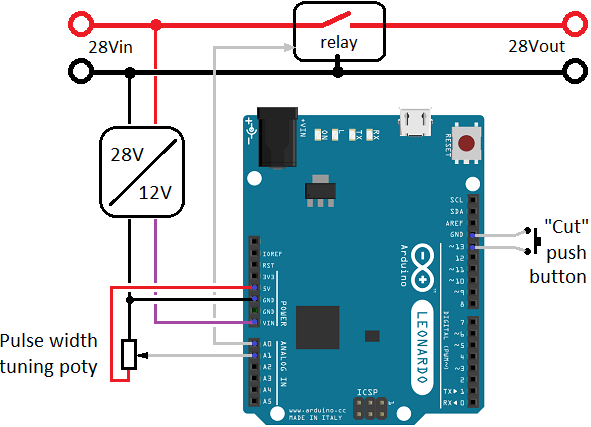 28Vin
relay
28Vout
28V
12V
+VIN
ON
L
TX
RX
RESET
SCL
SDA
AREF
GND
~ 13
12
~ 11
~ 10
~ 9
8
"Cut"
push
button
Arduino
LEONARDO
IOREF
RST
3V3
5V
GND
GND
VIN
POWER
A0
A1
A2
A3
A4
A5
ANALOG IN
7
~ 6
~ 5
4
~ 3
2
TX▸ 1
RX◂ 0
DIGITAL (PWM~)
Pulse width
tuning poty
ICSP
1
www.arduino.cc
MADE IN ITALY